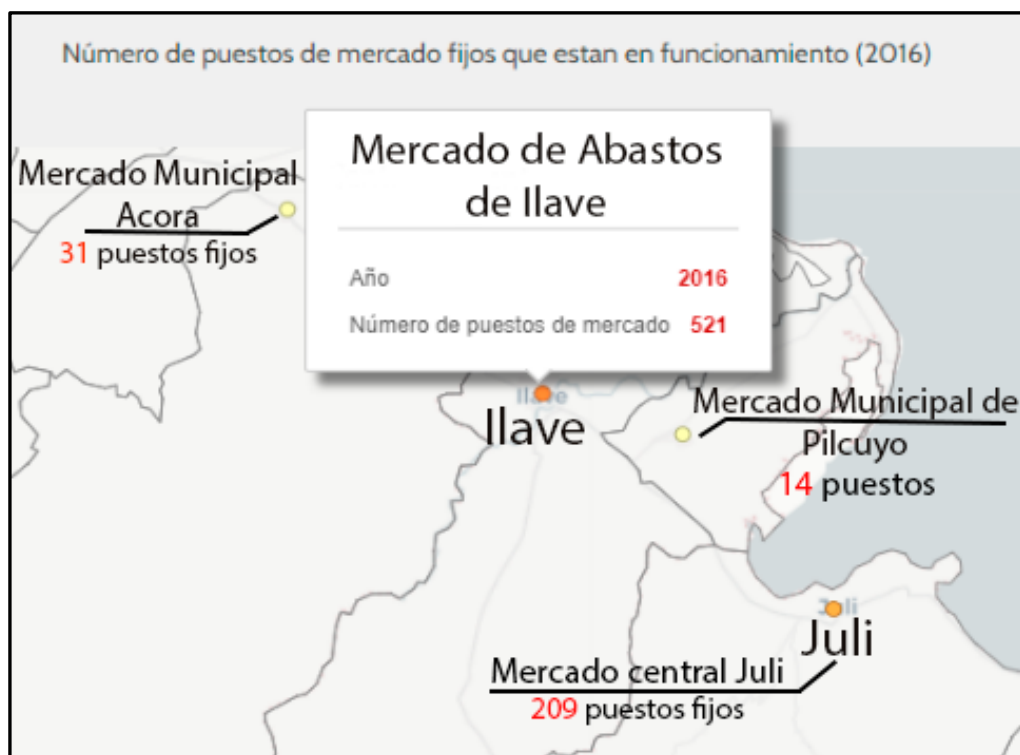 Número de puestos de mercado fijos que estan en funcionamiento (2016)
Mercado de Abastos
de Ilave
Año 2016
Número de puestos de mercado 521
Mercado Municipal
Acora
31 puestos fijos
Ilave
Ilave
Mercado Municipal de
Pilcuyo
14 puestos
Juli
Juli
Mercado central Juli
209 puestos fijos